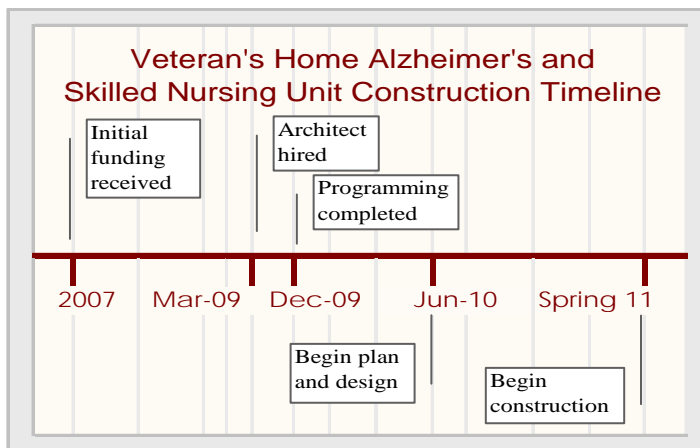 Veteran's Home Alzheimer's and
Skilled Nursing Unit Construction Timeline
Initial
funding
received
Architect
hired
Programming
completed
2007
Mar-09
Dec-09
Jun-10
Spring 11
Begin plan
and design
Begin
construction